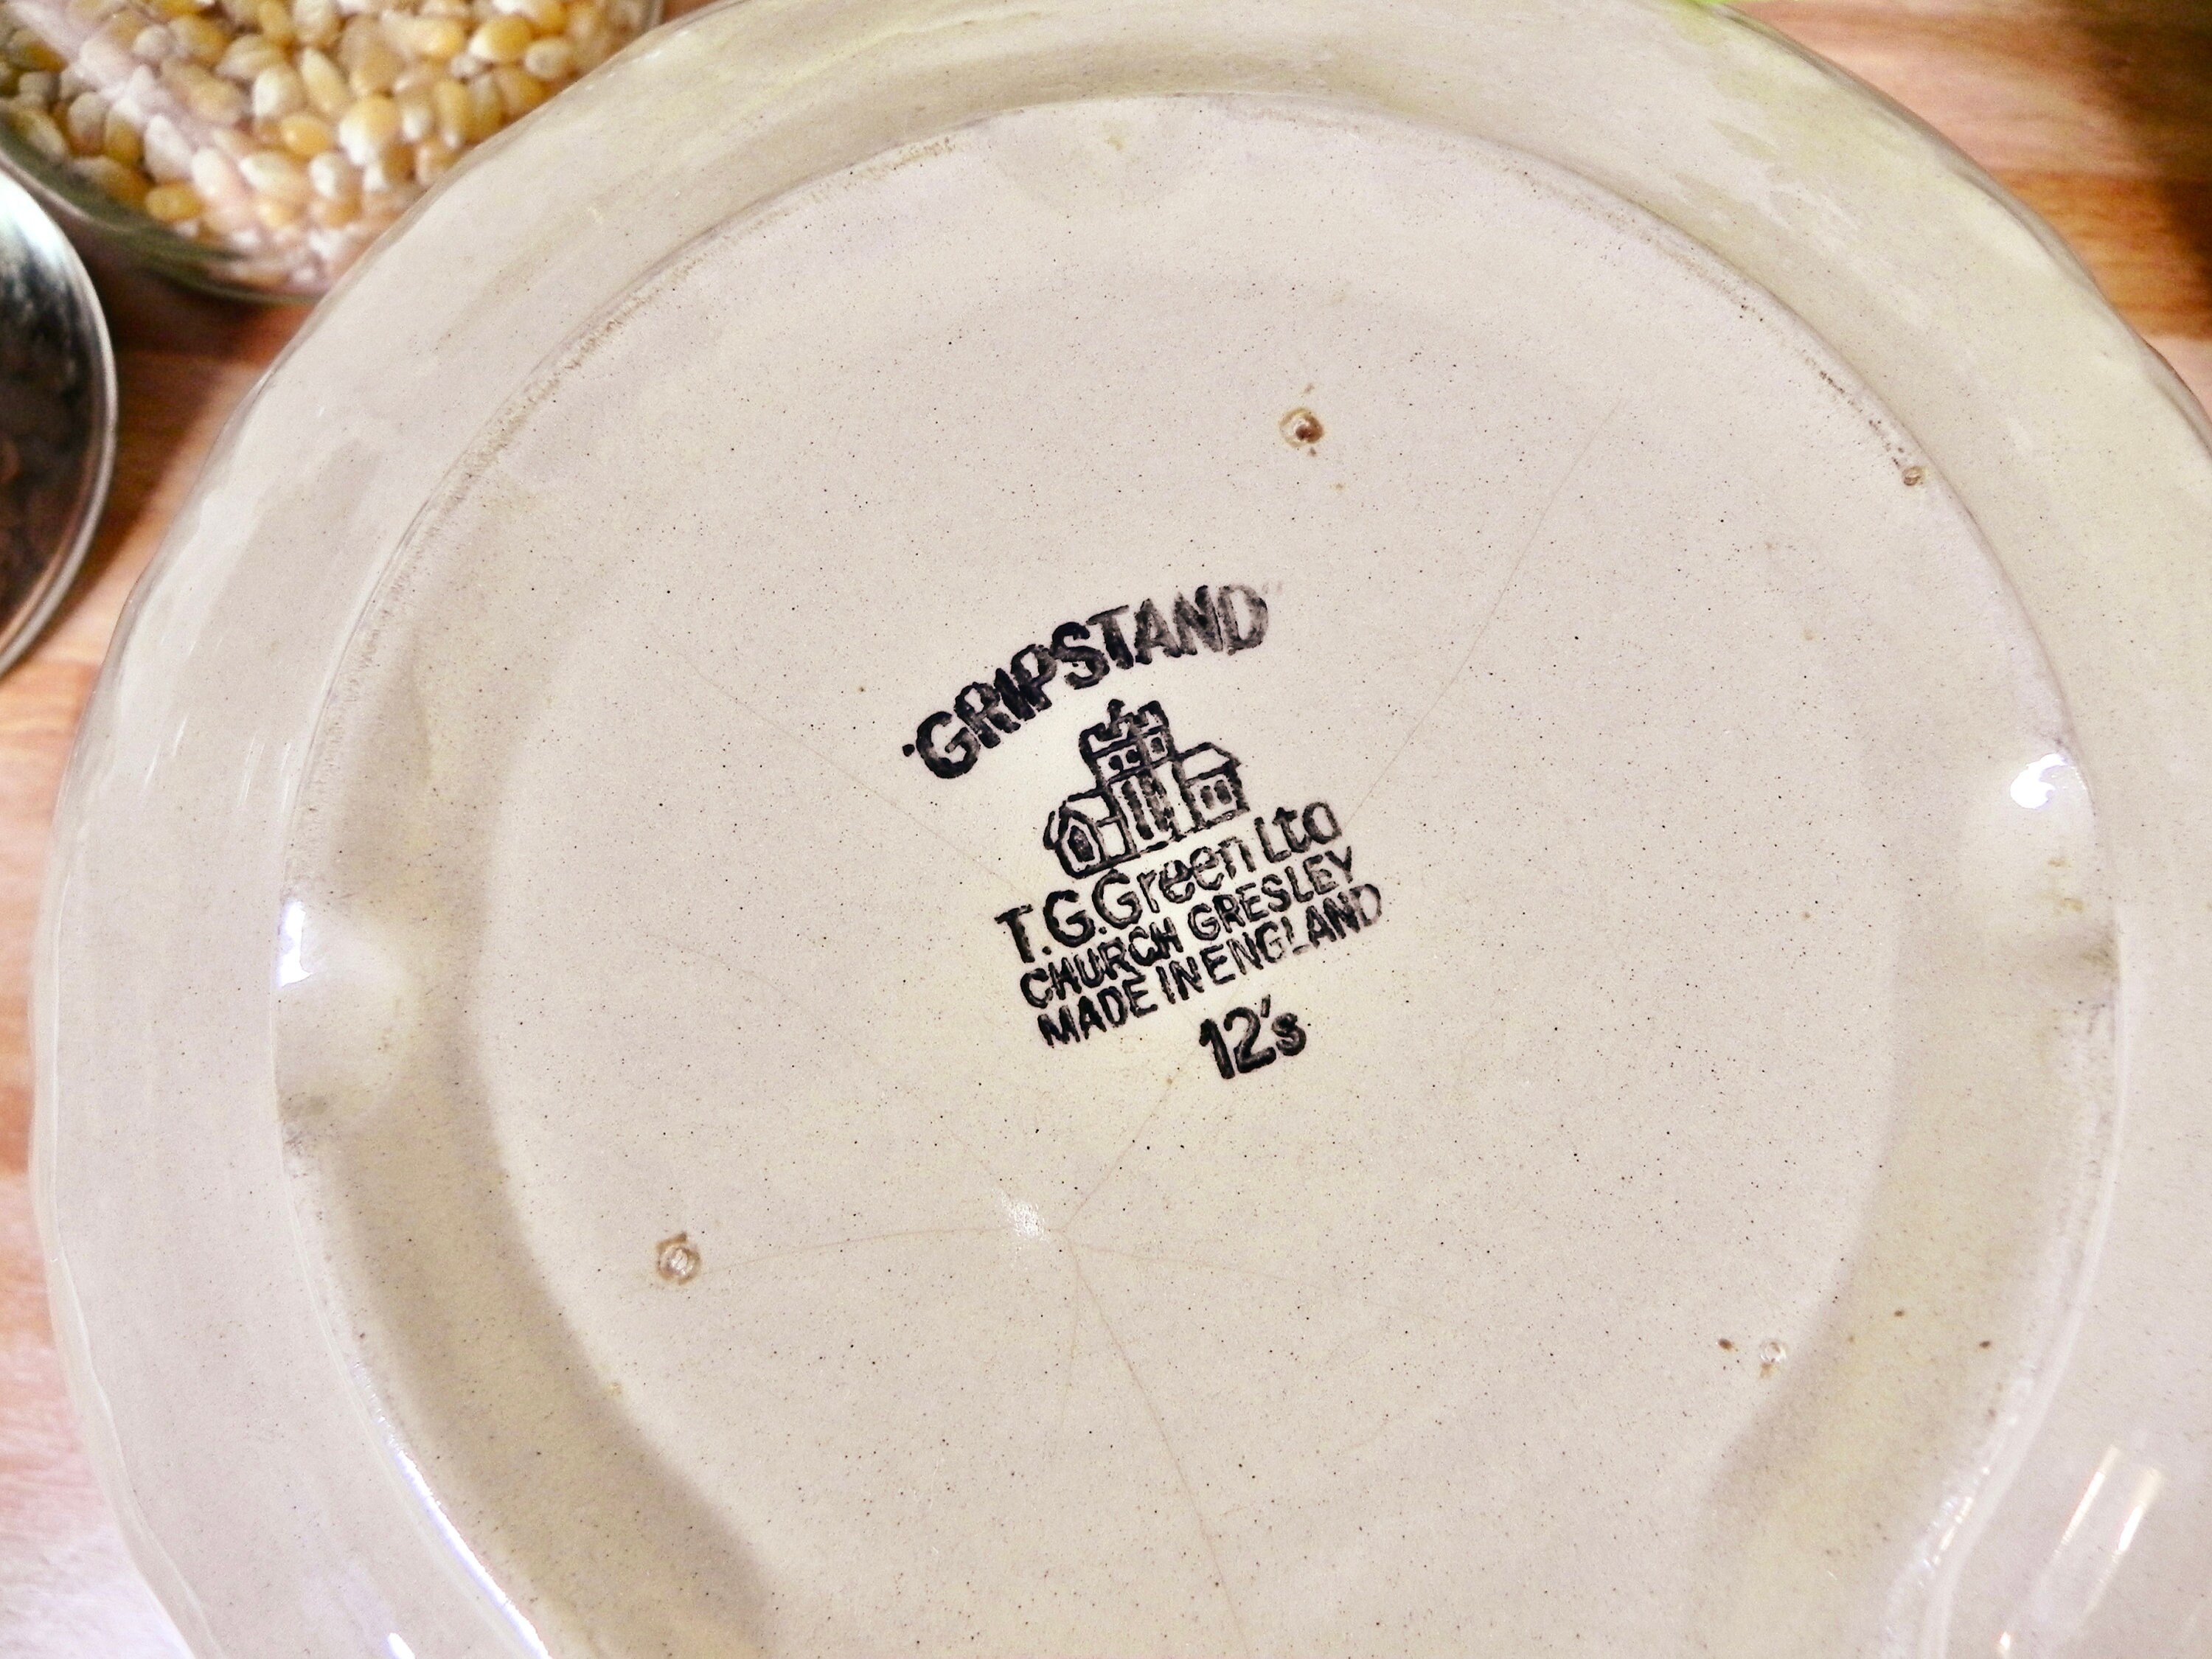 "GRIPSTAND"
T.G.Green Ltd
CHURCH GRESLEY
MADE IN ENGLAND
12's